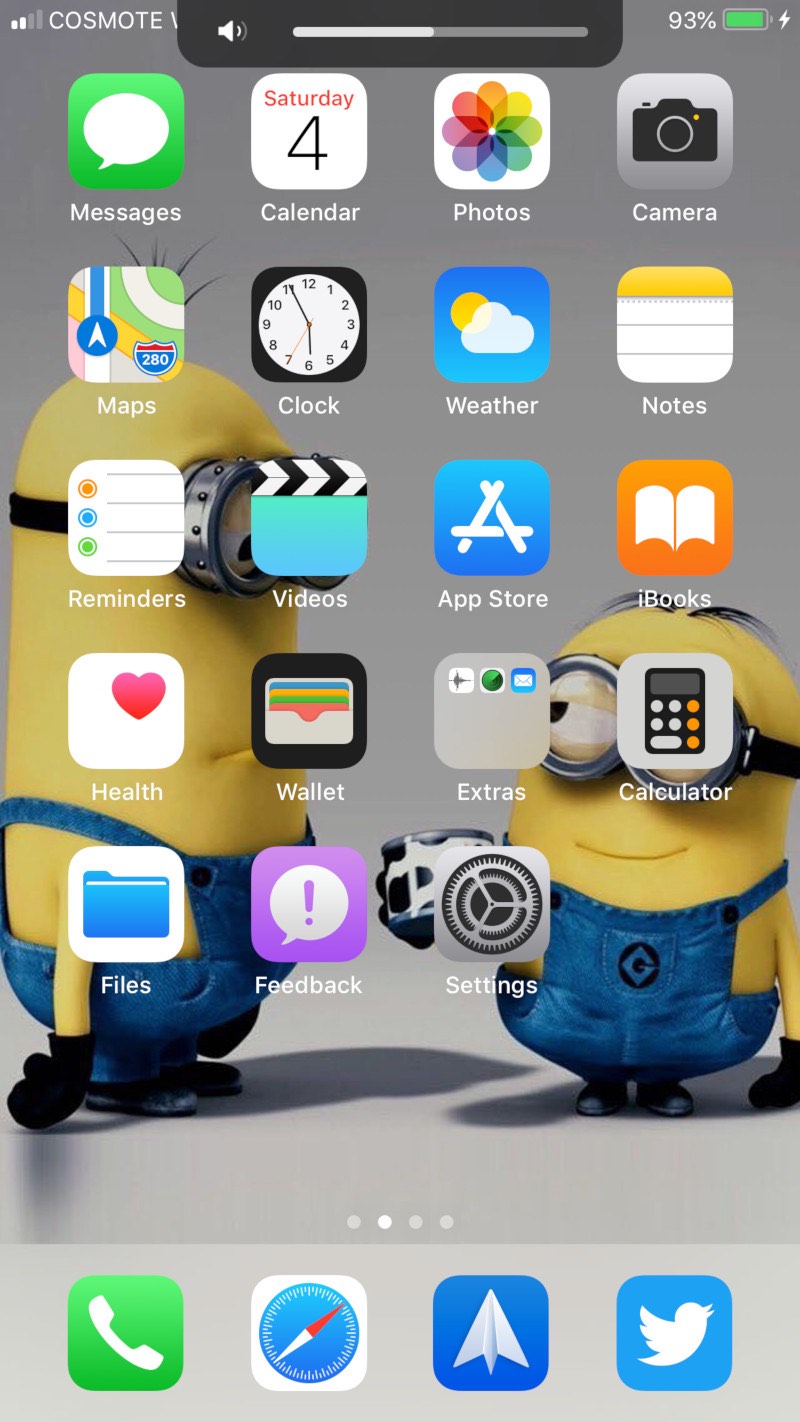 COSMOTE
93%
Saturday
4
Messages
Calendar
Photos
Camera
280
12
1
2
3
4
5
6
7
8
9
10
11
Maps
Clock
Weather
Notes
Reminders
Videos
App Store
iBooks
Health
Wallet
Extras
Calculator
Files
Feedback
Settings